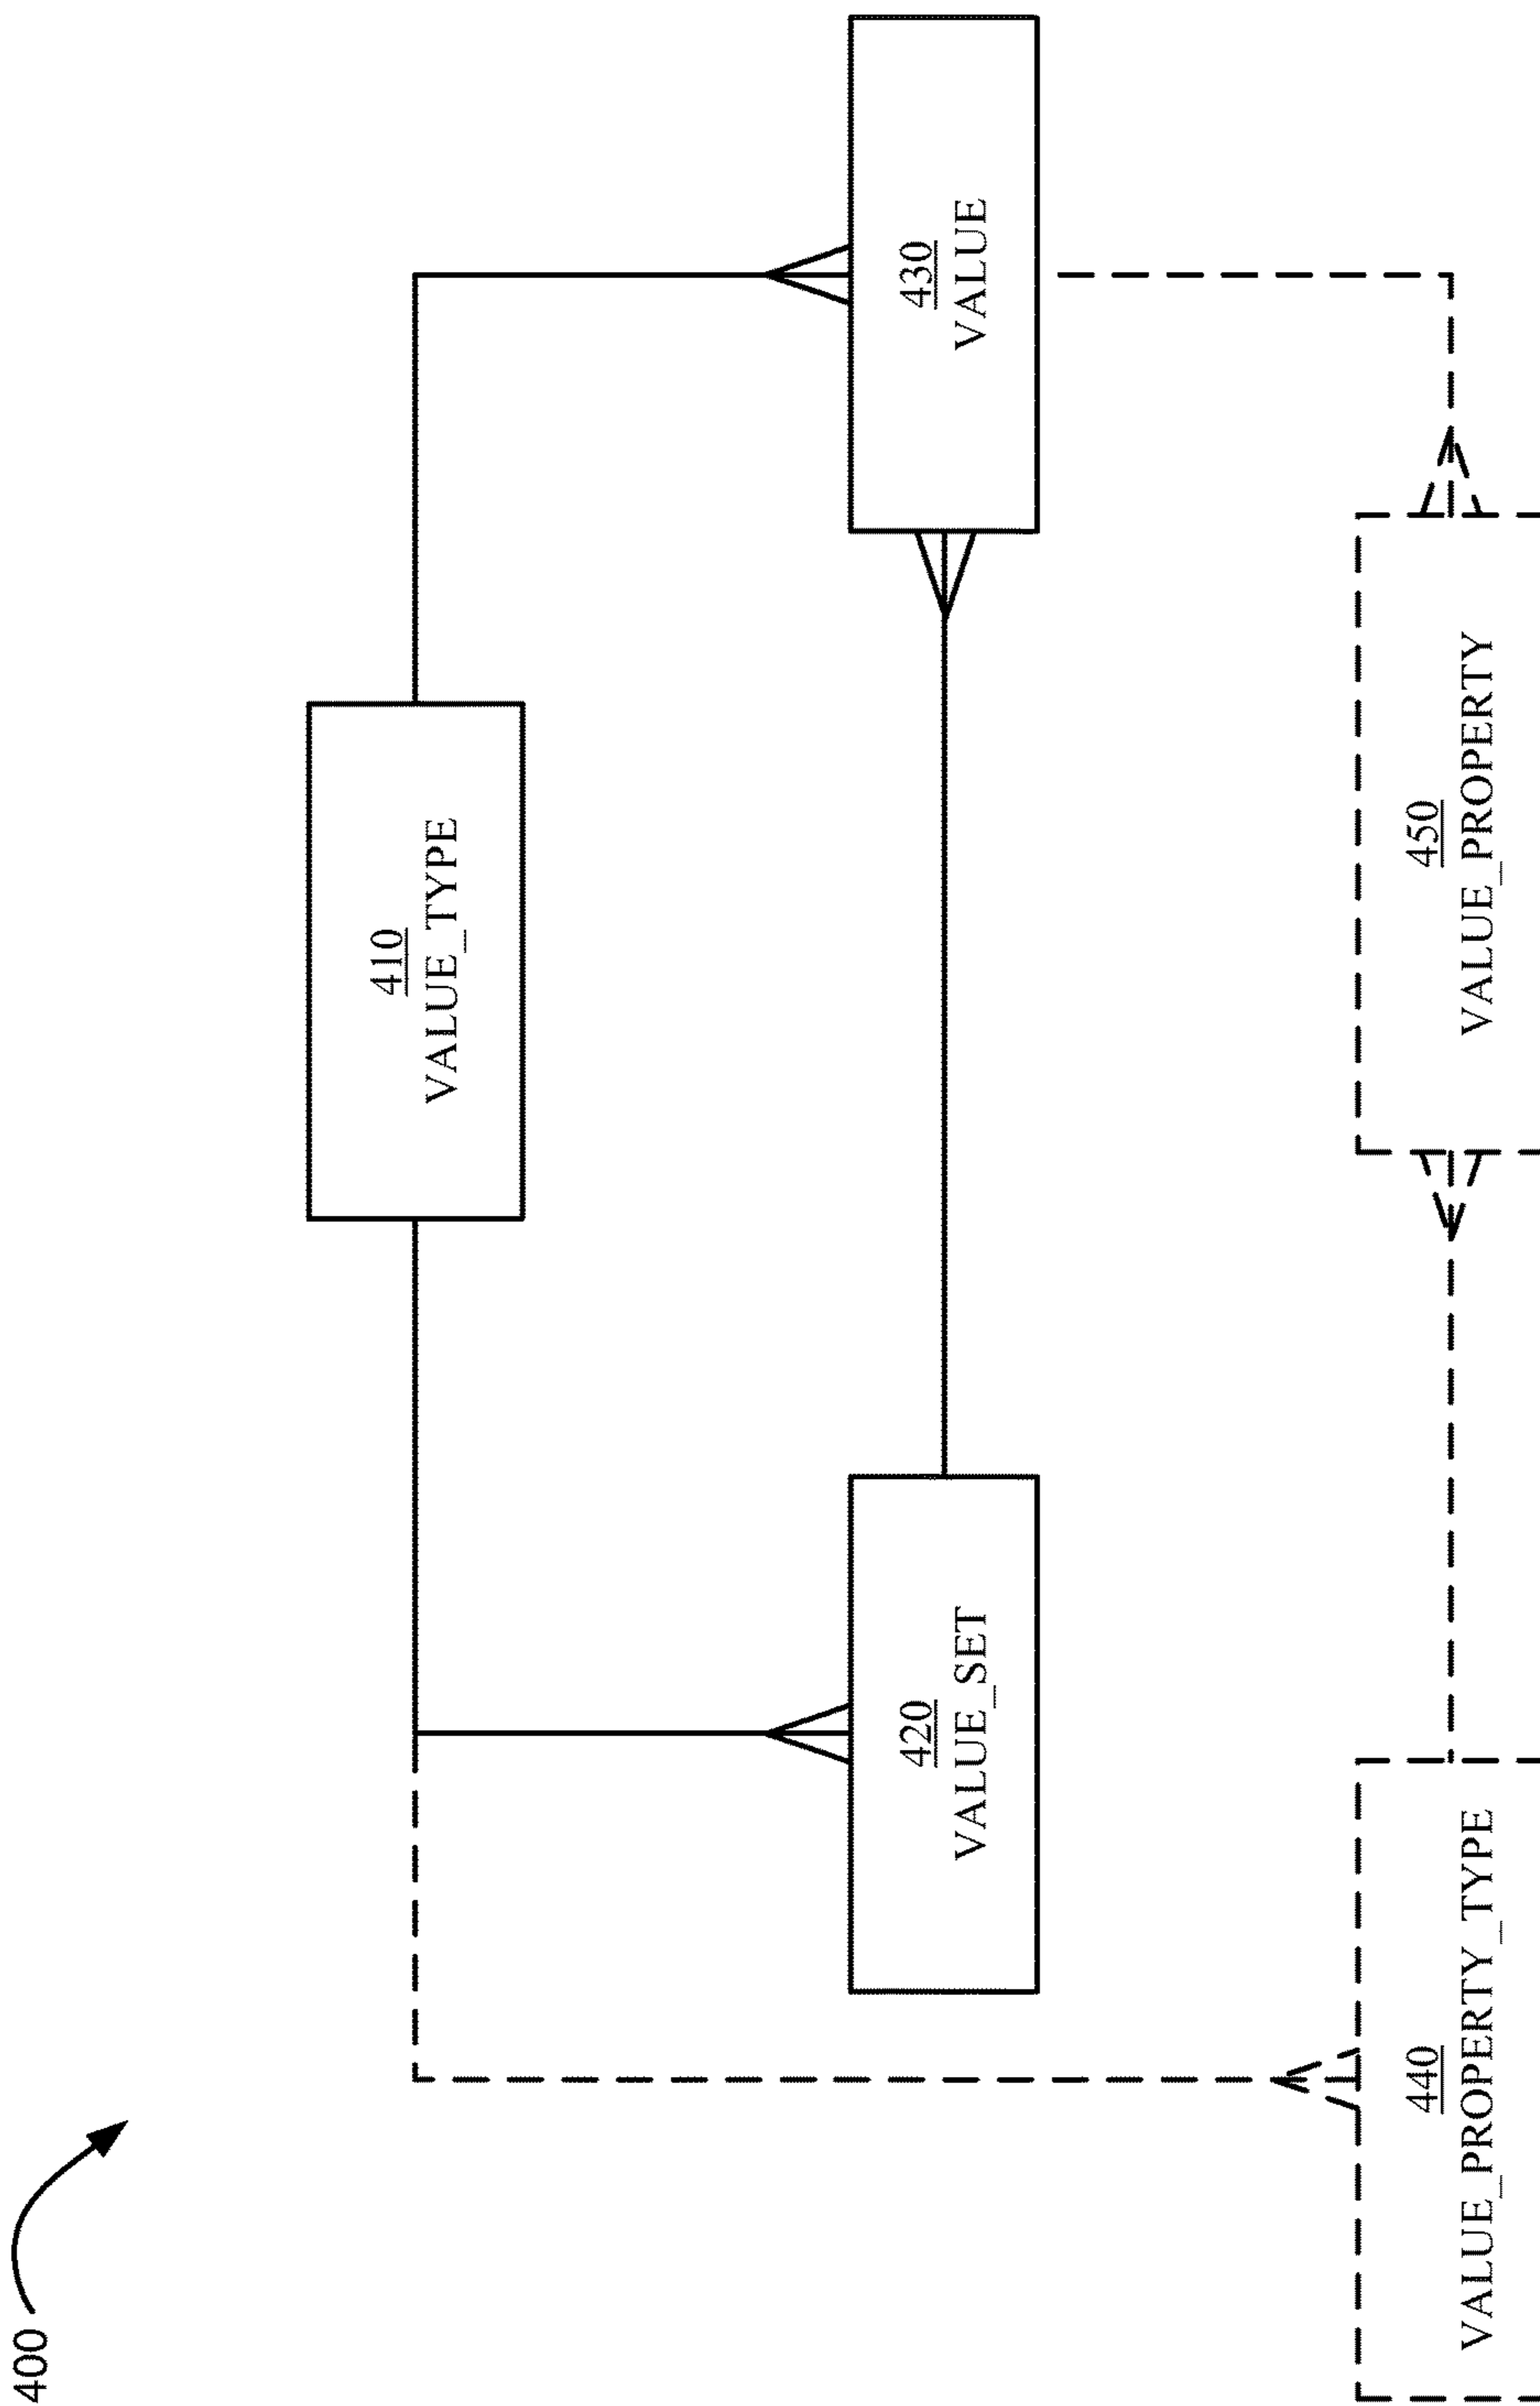 400
410
VALUE_TYPE
420
VALUE_SET
430
VALUE
440
VALUE_PROPERTY_TYPE
450
VALUE_PROPERTY